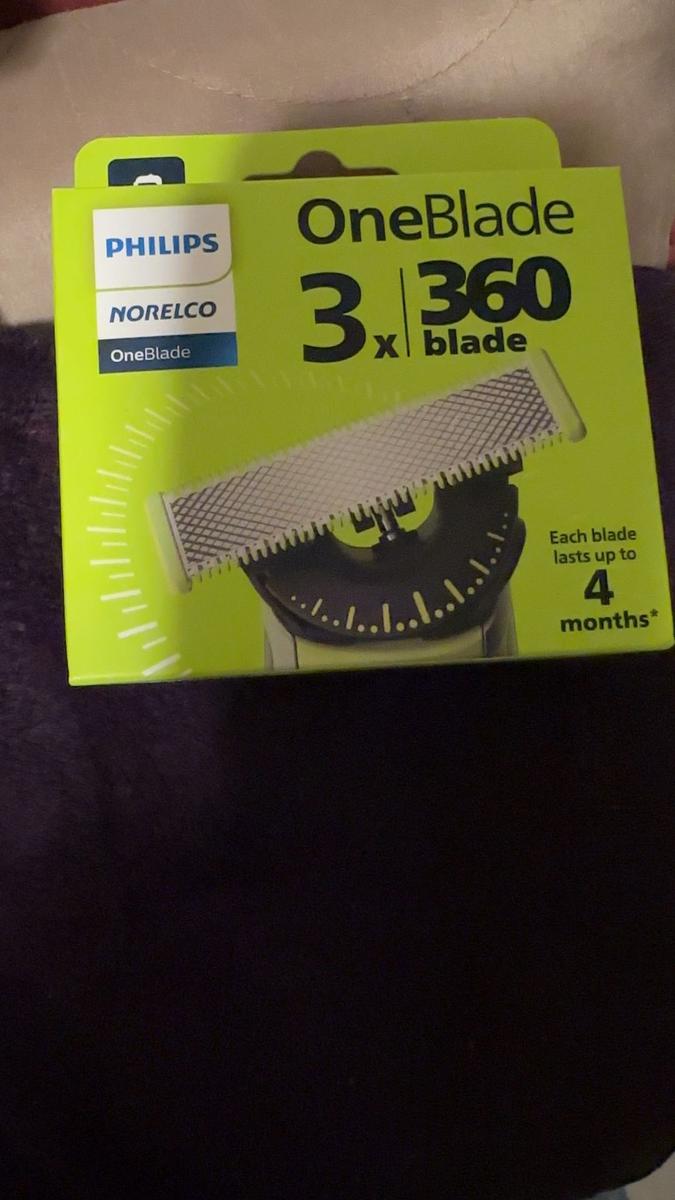 PHILIPS
NORELCO
OneBlade
OneBlade
3x 360
blade
Each blade
lasts up to
4
months*